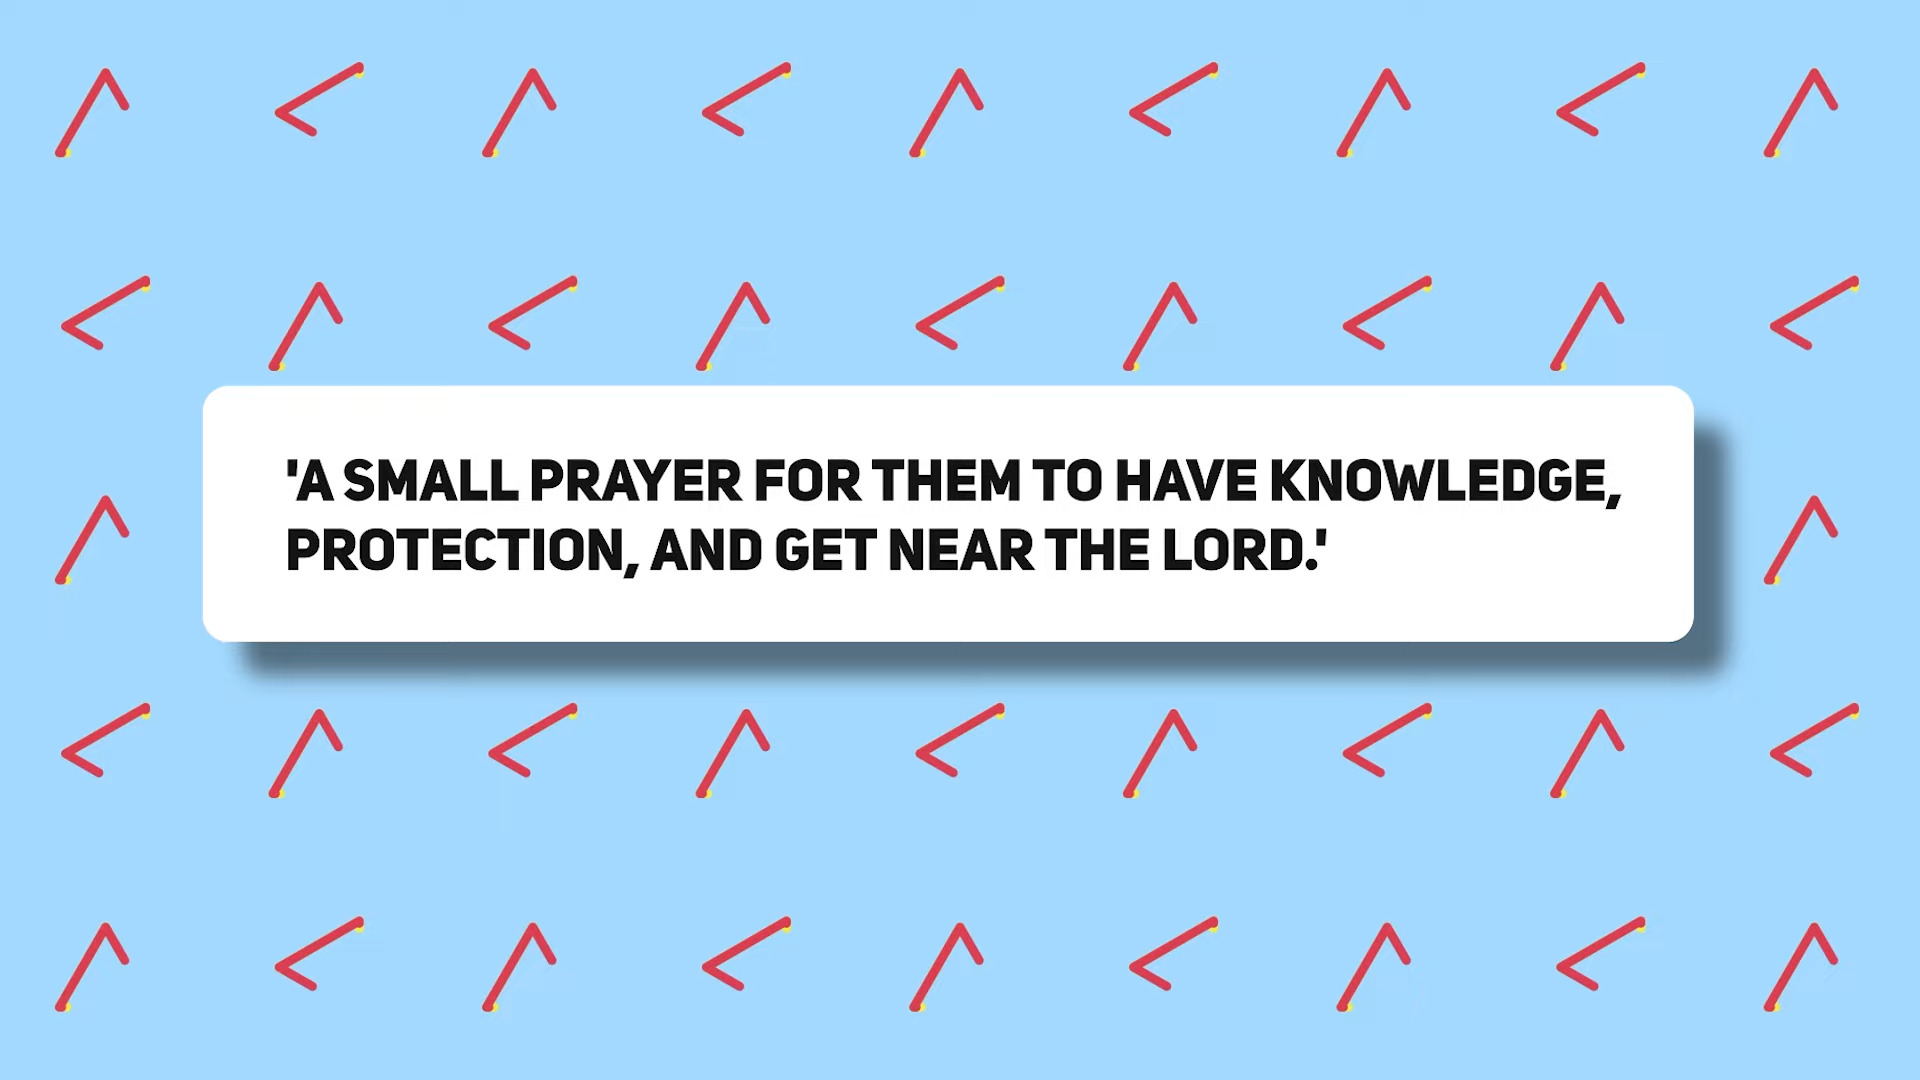 'A SMALL PRAYER FOR THEM TO HAVE KNOWLEDGE,
PROTECTION, AND GET NEAR THE LORD.'